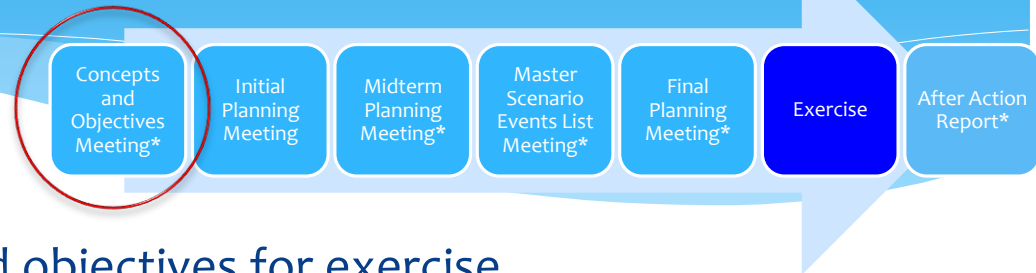 Concepts
and
Objectives
Meeting*
Initial
Planning
Meeting
Midterm
Planning
Meeting*
Master
Scenario
Events List
Meeting*
Final
Planning
Meeting*
Exercise
After Action
Report*
objectives for exercise